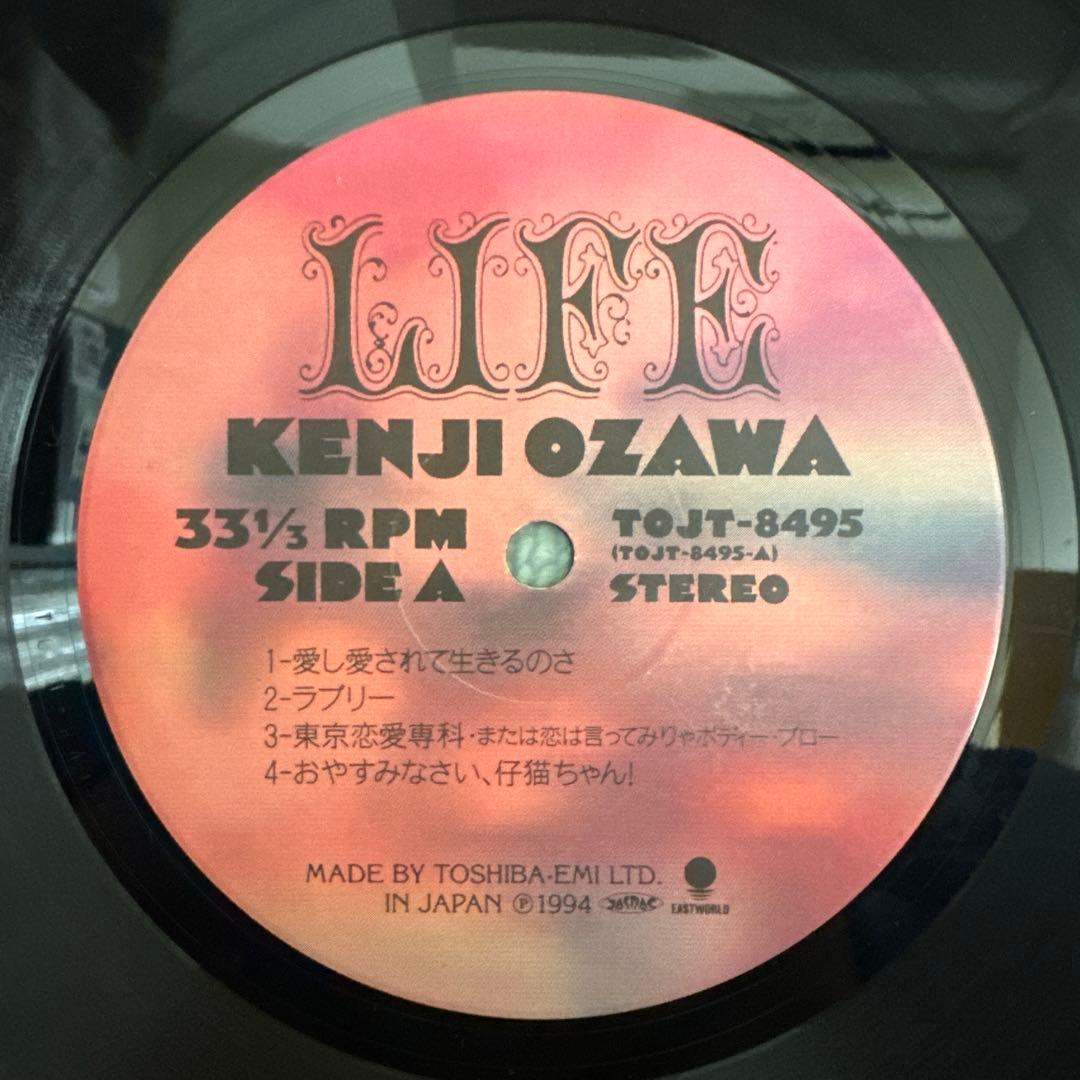 LIFE
KENJI OZAWA
33⅓ RPM
SIDE A
TOJT-8495
(TOJT-8495-A)
STEREO
1-愛し愛されて生きるのさ
2-ラブリー
3-東京恋愛専科・または恋は言ってみりゃボディー・ブロー
4-おやすみなさい、仔猫ちゃん!
MADE BY TOSHIBA-EMI LTD.
IN JAPAN ℗1994 JASRAC
EASTWORLD